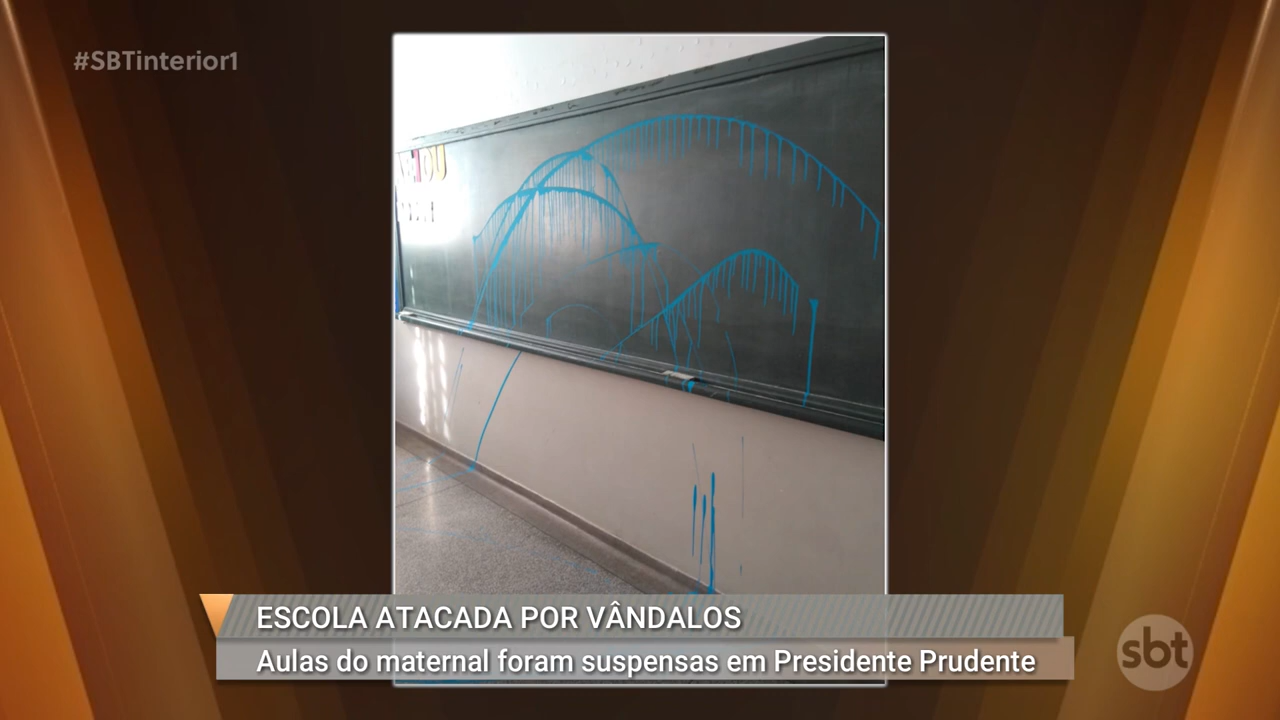 #SBTinterior1
ESCOLA ATACADA POR VÂNDALOS
Aulas do maternal foram suspensas em Presidente Prudente
sbt